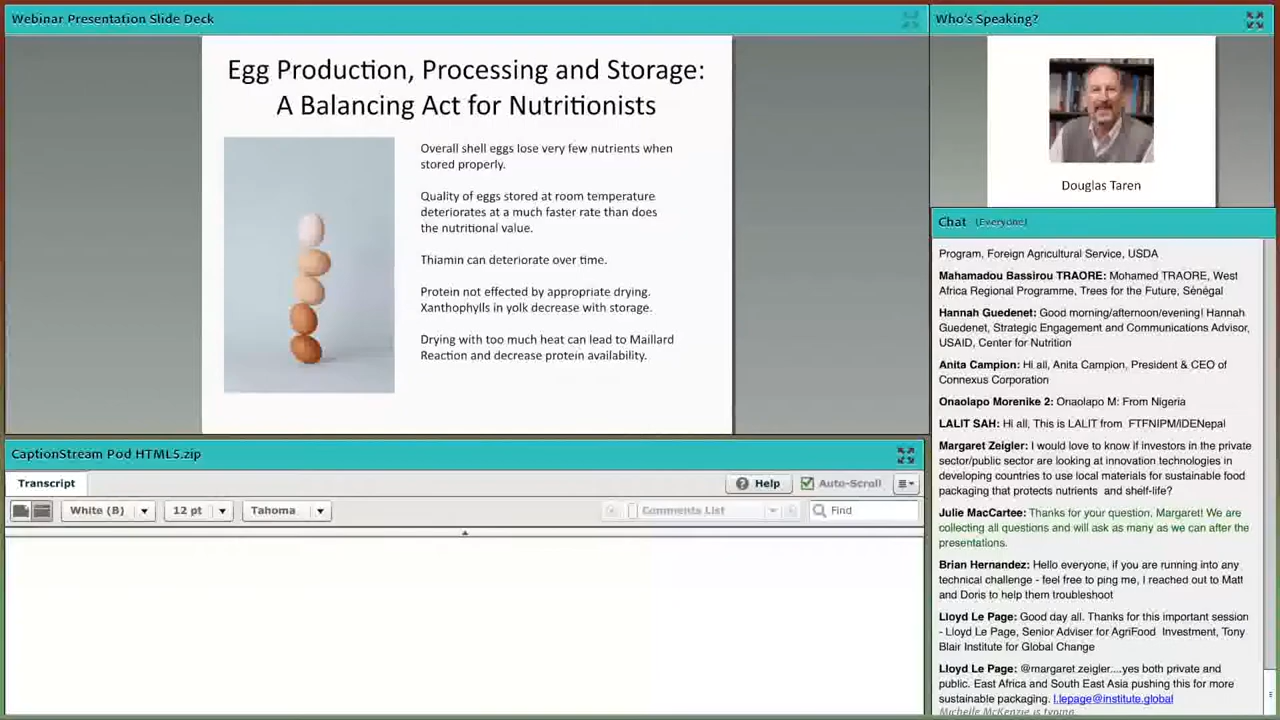 Webinar Presentation Slide Deck
Egg Production, Processing and Storage:
A Balancing Act for Nutritionists
Overall shell eggs lose very few nutrients when
stored properly.
Quality of eggs stored at room temperature
deteriorates at a much faster rate than does
the nutritional value.
Thiamin can deteriorate over time.
Protein not effected by appropriate drying.
Xanthophylls in yolk decrease with storage.
Drying with too much heat can lead to Maillard
Reaction and decrease protein availability.
Who's Speaking?
Douglas Taren
Chat (Everyone)
Program, Foreign Agricultural Service, USDA
Mahamadou Bassirou TRAORE: Mohamed TRAORE, West
Africa Regional Programme, Trees for the Future, Sénégal
Hannah Guedenet: Good morning/afternoon/evening! Hannah
Guedenet, Strategic Engagement and Communications Advisor,
USAID, Center for Nutrition
Anita Campion: Hi all, Anita Campion, President & CEO of
Connexus Corporation
Onaolapo Morenike 2: Onaolapo M: From Nigeria
LALIT SAH: Hi all, This is LALIT from FTFNIPM/iDENepal
Margaret Zeigler: I would love to know if investors in the private
sector/public sector are looking at innovation technologies in
developing countries to use local materials for sustainable food
packaging that protects nutrients and shelf-life?
Julie MacCartee: Thanks for your question, Margaret! We are
collecting all questions and will ask as many as we can after the
presentations.
Brian Hernandez: Hello everyone, if you are running into any
technical challenge - feel free to ping me, I reached out to Matt
and Doris to help them troubleshoot
Lloyd Le Page: Good day all. Thanks for this important session
- Lloyd Le Page, Senior Adviser for AgriFood Investment, Tony
Blair Institute for Global Change
Lloyd Le Page: @margaret zeigler....yes both private and
public. East Africa and South East Asia pushing this for more
sustainable packaging. l.lepage@institute.global
Michelle McKenzie is typing.
CaptionStream Pod HTML5.zip
Transcript
Help
Auto-Scroll
White (B)
12 pt
Tahoma
Comments List
Find